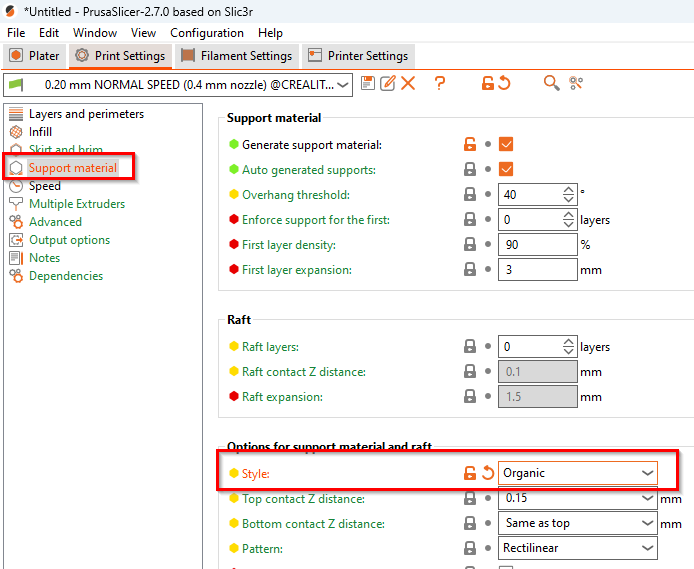 *Untitled - PrusaSlicer-2.7.0 based on Slic3r
File Edit Window View Configuration Help
Plater Print Settings Filament Settings Printer Settings
0.20 mm NORMAL SPEED (0.4 mm nozzle) @CREALIT
Layers and perimeters
Infill
Skirt and brim
Support material
Speed
Multiple Extruders
Advanced
Output options
Notes
Dependencies
Support material
Generate support material:
Auto generated supports:
Overhang threshold: 40 °
Enforce support for the first: 0 layers
First layer density: 90 %
First layer expansion: 3 mm
Raft
Raft layers: 0 layers
Raft contact Z distance: 0.1 mm
Raft expansion: 1.5 mm
Options for support material and raft
Style: Organic
Top contact Z distance: 0.15 mm
Bottom contact Z distance: Same as top mm
Pattern: Rectilinear